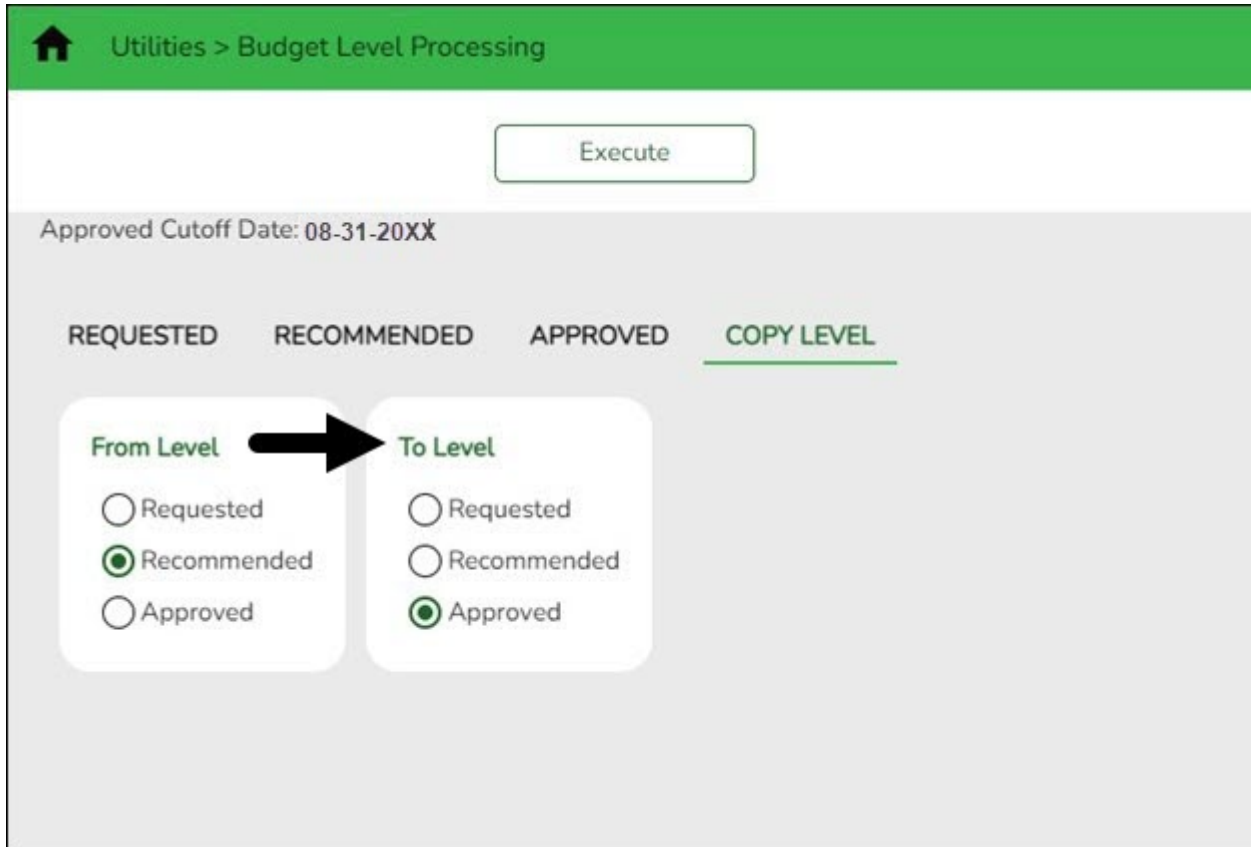 Utilities > Budget Level Processing
Execute
Approved Cutoff Date: 08-31-20XX
REQUESTED RECOMMENDED APPROVED COPY LEVEL
From Level To Level
Requested Requested
Recommended Recommended
Approved Approved